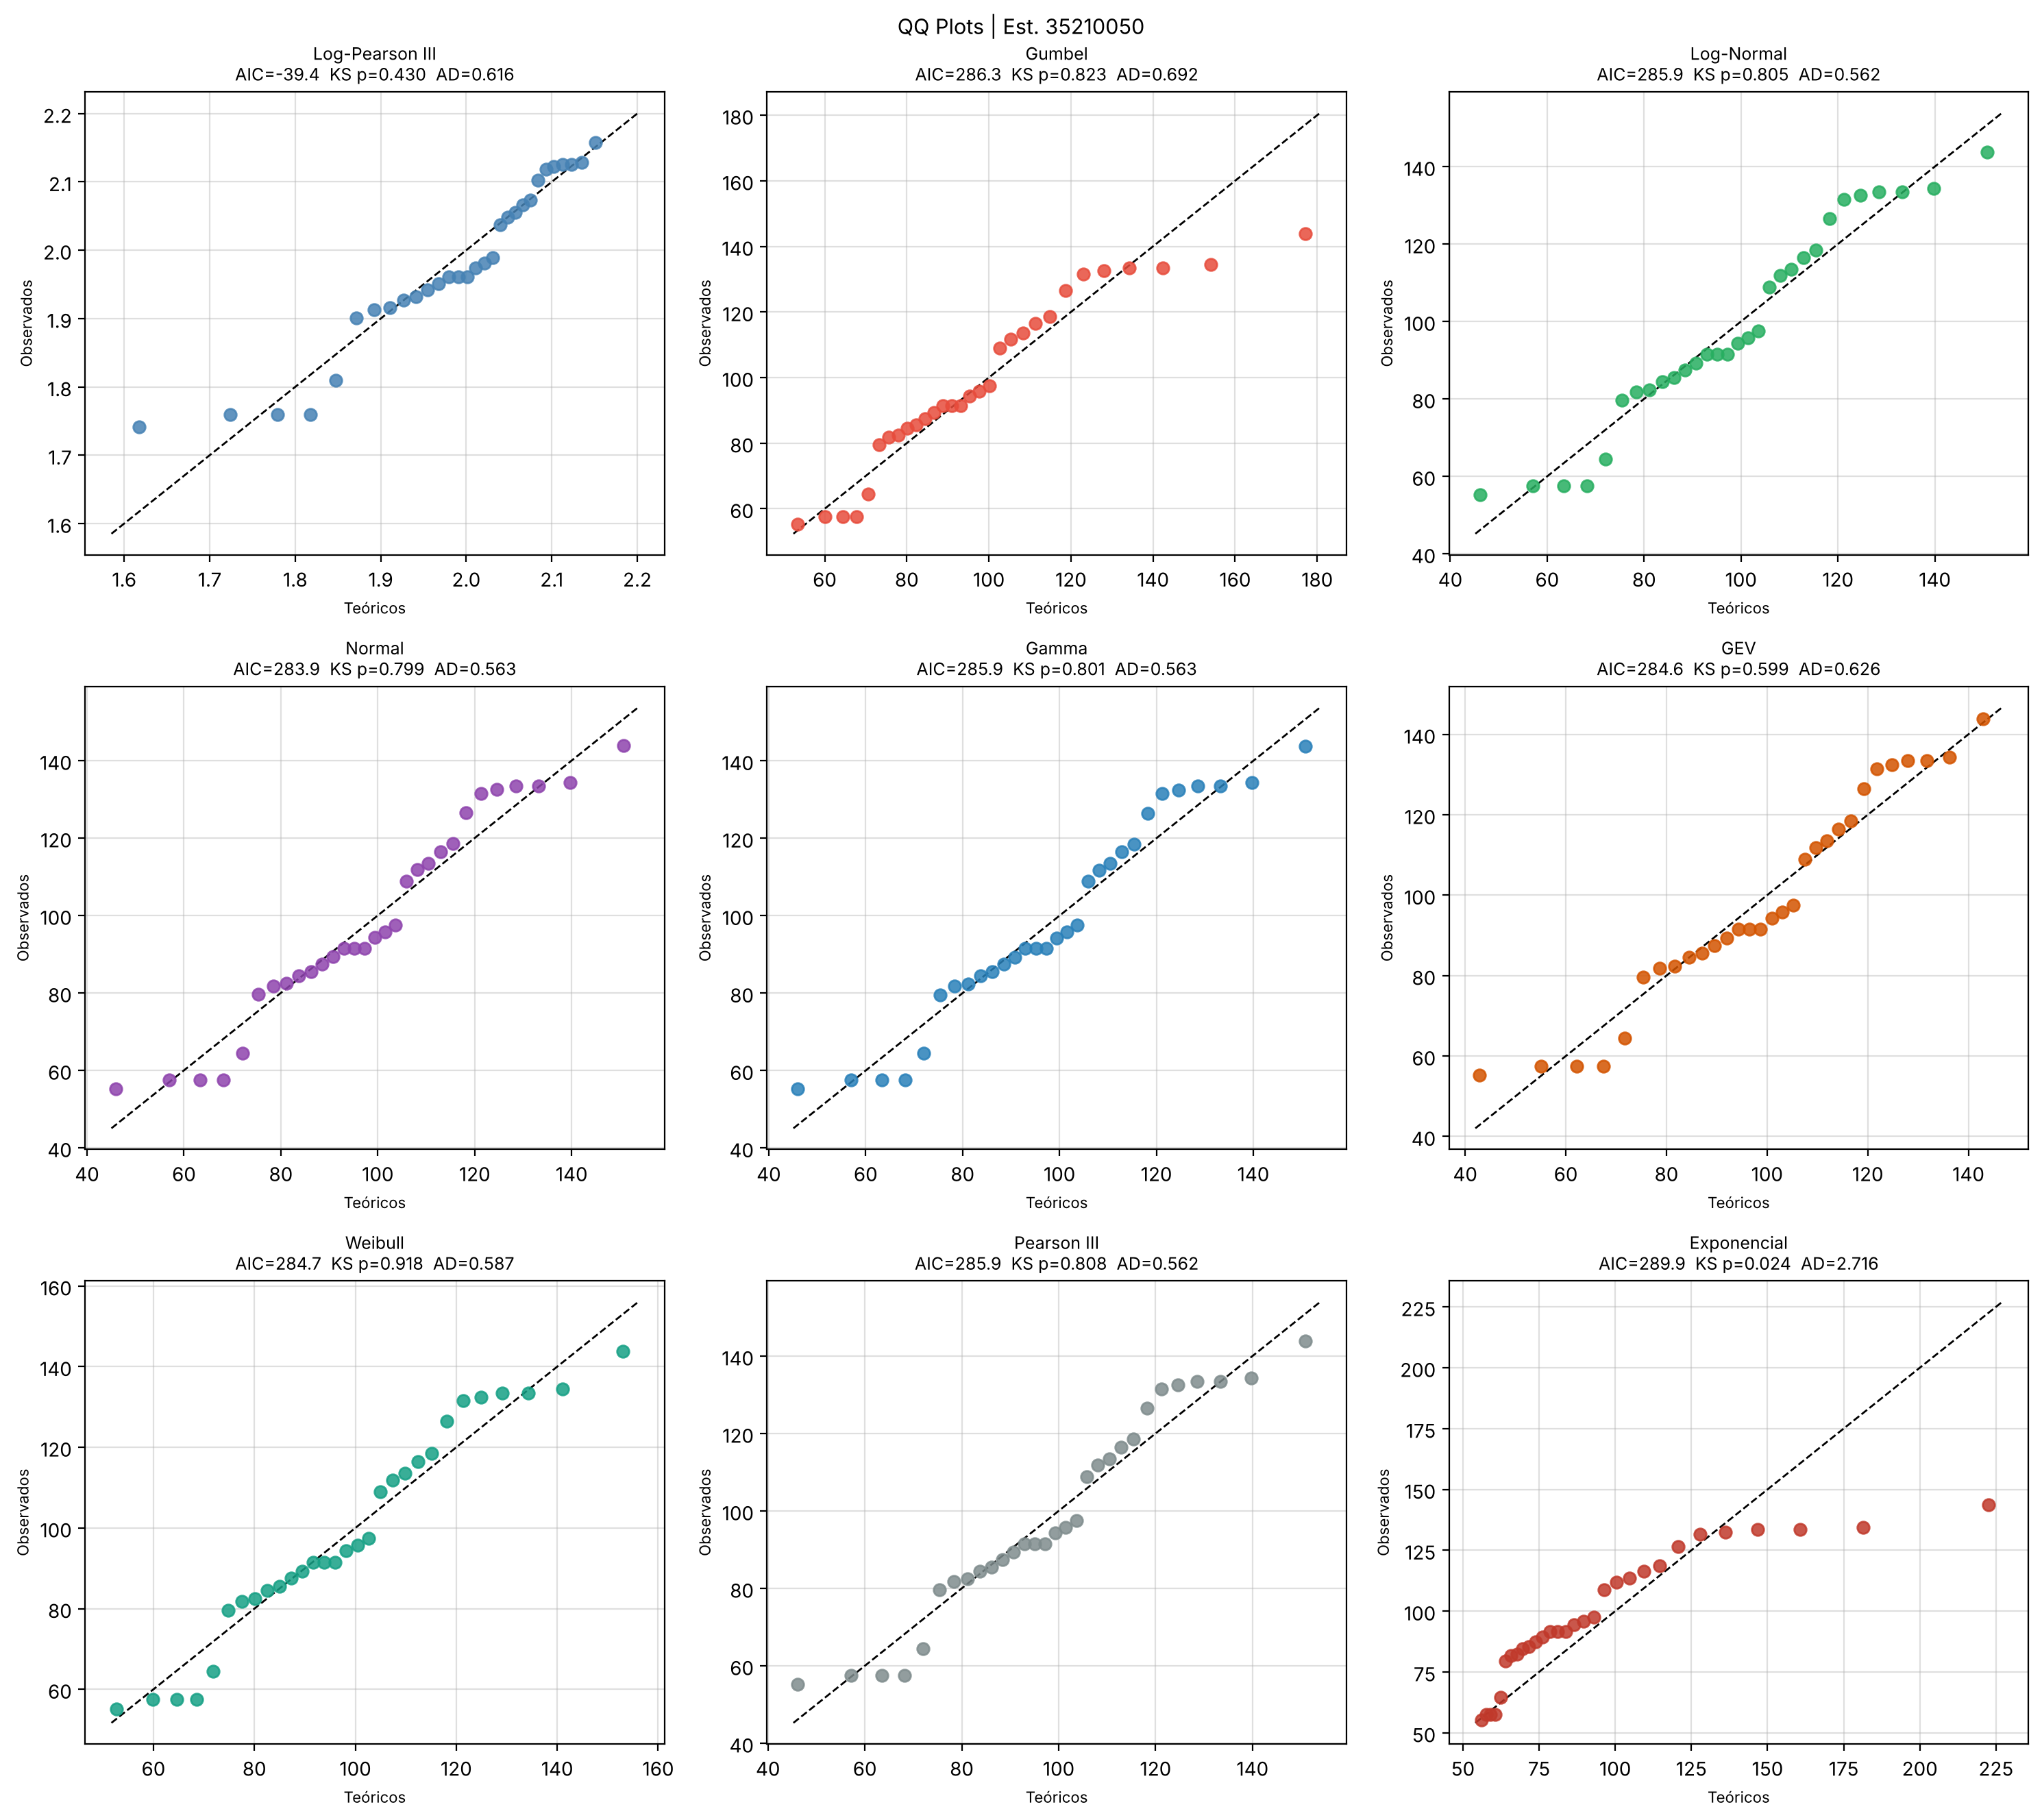 QQ Plots | Est. 35210050
Log-Pearson III
AIC=-39.4  KS p=0.430  AD=0.616
2.2
2.1
2.0
1.9
1.8
1.7
1.6
Observados
1.6 1.7 1.8 1.9 2.0 2.1 2.2
Teóricos
Gumbel
AIC=286.3  KS p=0.823  AD=0.692
180
160
140
120
100
80
60
Observados
60 80 100 120 140 160 180
Teóricos
Log-Normal
AIC=285.9  KS p=0.805  AD=0.562
140
120
100
80
60
40
Observados
40 60 80 100 120 140
Teóricos
Normal
AIC=283.9  KS p=0.799  AD=0.563
140
120
100
80
60
40
Observados
40 60 80 100 120 140
Teóricos
Gamma
AIC=285.9  KS p=0.801  AD=0.563
140
120
100
80
60
40
Observados
40 60 80 100 120 140
Teóricos
GEV
AIC=284.6  KS p=0.599  AD=0.626
140
120
100
80
60
40
Observados
40 60 80 100 120 140
Teóricos
Weibull
AIC=284.7  KS p=0.918  AD=0.587
160
140
120
100
80
60
Observados
60 80 100 120 140 160
Teóricos
Pearson III
AIC=285.9  KS p=0.808  AD=0.562
140
120
100
80
60
40
Observados
40 60 80 100 120 140
Teóricos
Exponencial
AIC=289.9  KS p=0.024  AD=2.716
225
200
175
150
125
100
75
50
Observados
50 75 100 125 150 175 200 225
Teóricos